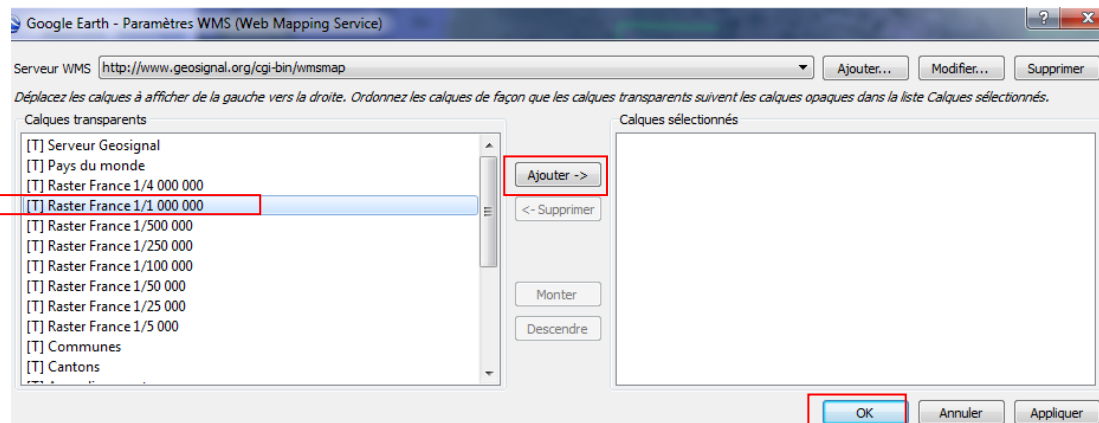 Google Earth - Paramètres WMS (Web Mapping Service)
Serveur WMS http://www.geosignal.org/cgi-bin/wmsmap Ajouter... Modifier... Supprimer
Déplacez les calques à afficher de la gauche vers la droite. Ordonnez les calques de façon que les calques transparents suivent les calques opaques dans la liste Calques sélectionnés.
Calques transparents
[T] Serveur Geosignal
[T] Pays du monde
[T] Raster France 1/4 000 000
[T] Raster France 1/1 000 000
[T] Raster France 1/500 000
[T] Raster France 1/250 000
[T] Raster France 1/100 000
[T] Raster France 1/50 000
[T] Raster France 1/25 000
[T] Raster France 1/5 000
[T] Communes
[T] Cantons
Ajouter ->
<- Supprimer
Monter
Descendre
Calques sélectionnés
OK Annuler Appliquer